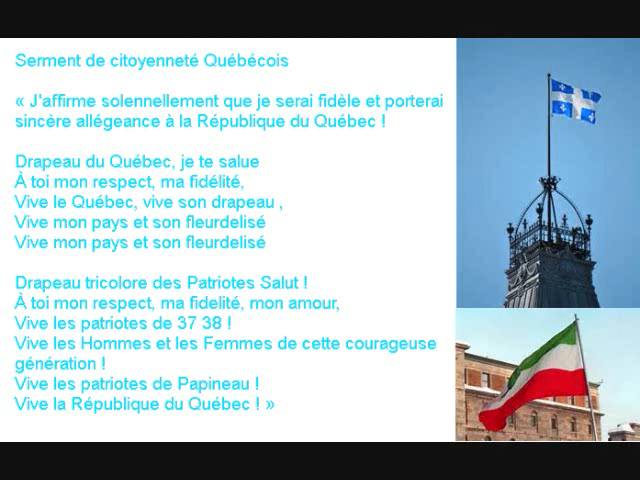 Serment de citoyenneté Québécois
« J'affirme solennellement que je serai fidèle et porterai
sincère allégeance à la République du Québec !
Drapeau du Québec, je te salue
À toi mon respect, ma fidélité,
Vive le Québec, vive son drapeau ,
Vive mon pays et son fleurdelisé
Vive mon pays et son fleurdelisé
Drapeau tricolore des Patriotes Salut !
À toi mon respect, ma fidelité, mon amour,
Vive les patriotes de 37 38 !
Vive les Hommes et les Femmes de cette courageuse
génération !
Vive les patriotes de Papineau !
Vive la République du Québec ! »